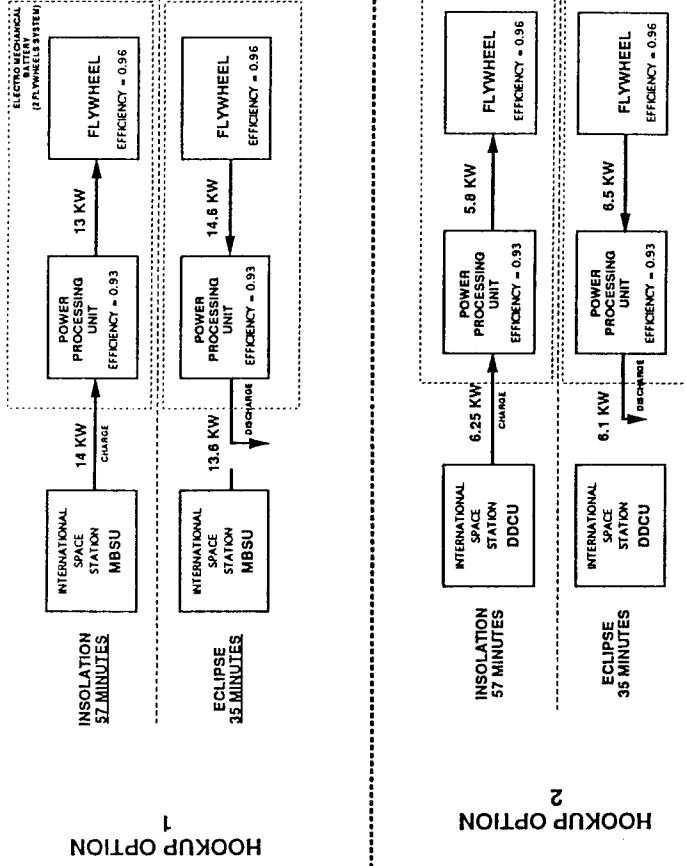 HOOKUP OPTION
1
INSOLATION
57 MINUTES
INTERNATIONAL
SPACE
STATION
MBSU
14 KW
CHARGE
POWER
PROCESSING
UNIT
EFFICIENCY = 0.93
13 KW
FLYWHEEL
EFFICIENCY = 0.96
ELECTRO MECHANICAL
BATTERY
(2 FLYWHEELS SYSTEM)
ECLIPSE
35 MINUTES
INTERNATIONAL
SPACE
STATION
MBSU
13.6 KW
DISCHARGE
POWER
PROCESSING
UNIT
EFFICIENCY = 0.93
14.6 KW
FLYWHEEL
EFFICIENCY = 0.96
HOOKUP OPTION
2
INSOLATION
57 MINUTES
INTERNATIONAL
SPACE
STATION
DDCU
6.25 KW
CHARGE
POWER
PROCESSING
UNIT
EFFICIENCY = 0.93
5.8 KW
FLYWHEEL
EFFICIENCY = 0.96
ECLIPSE
35 MINUTES
INTERNATIONAL
SPACE
STATION
DDCU
6.1 KW
DISCHARGE
POWER
PROCESSING
UNIT
EFFICIENCY = 0.93
6.5 KW
FLYWHEEL
EFFICIENCY = 0.96